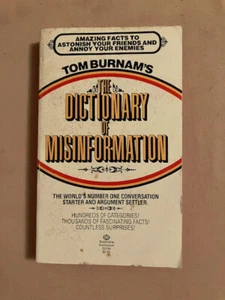 AMAZING FACTS TO
ASTONISH YOUR FRIENDS AND
ANNOY YOUR ENEMIES
TOM BURNAM'S
THE
DICTIONARY
OF
MISINFORMATION
THE WORLD'S NUMBER ONE CONVERSATION
STARTER AND ARGUMENT SETTLER.
HUNDREDS OF CATEGORIES!
THOUSANDS OF FASCINATING FACTS!
COUNTLESS SURPRISES!